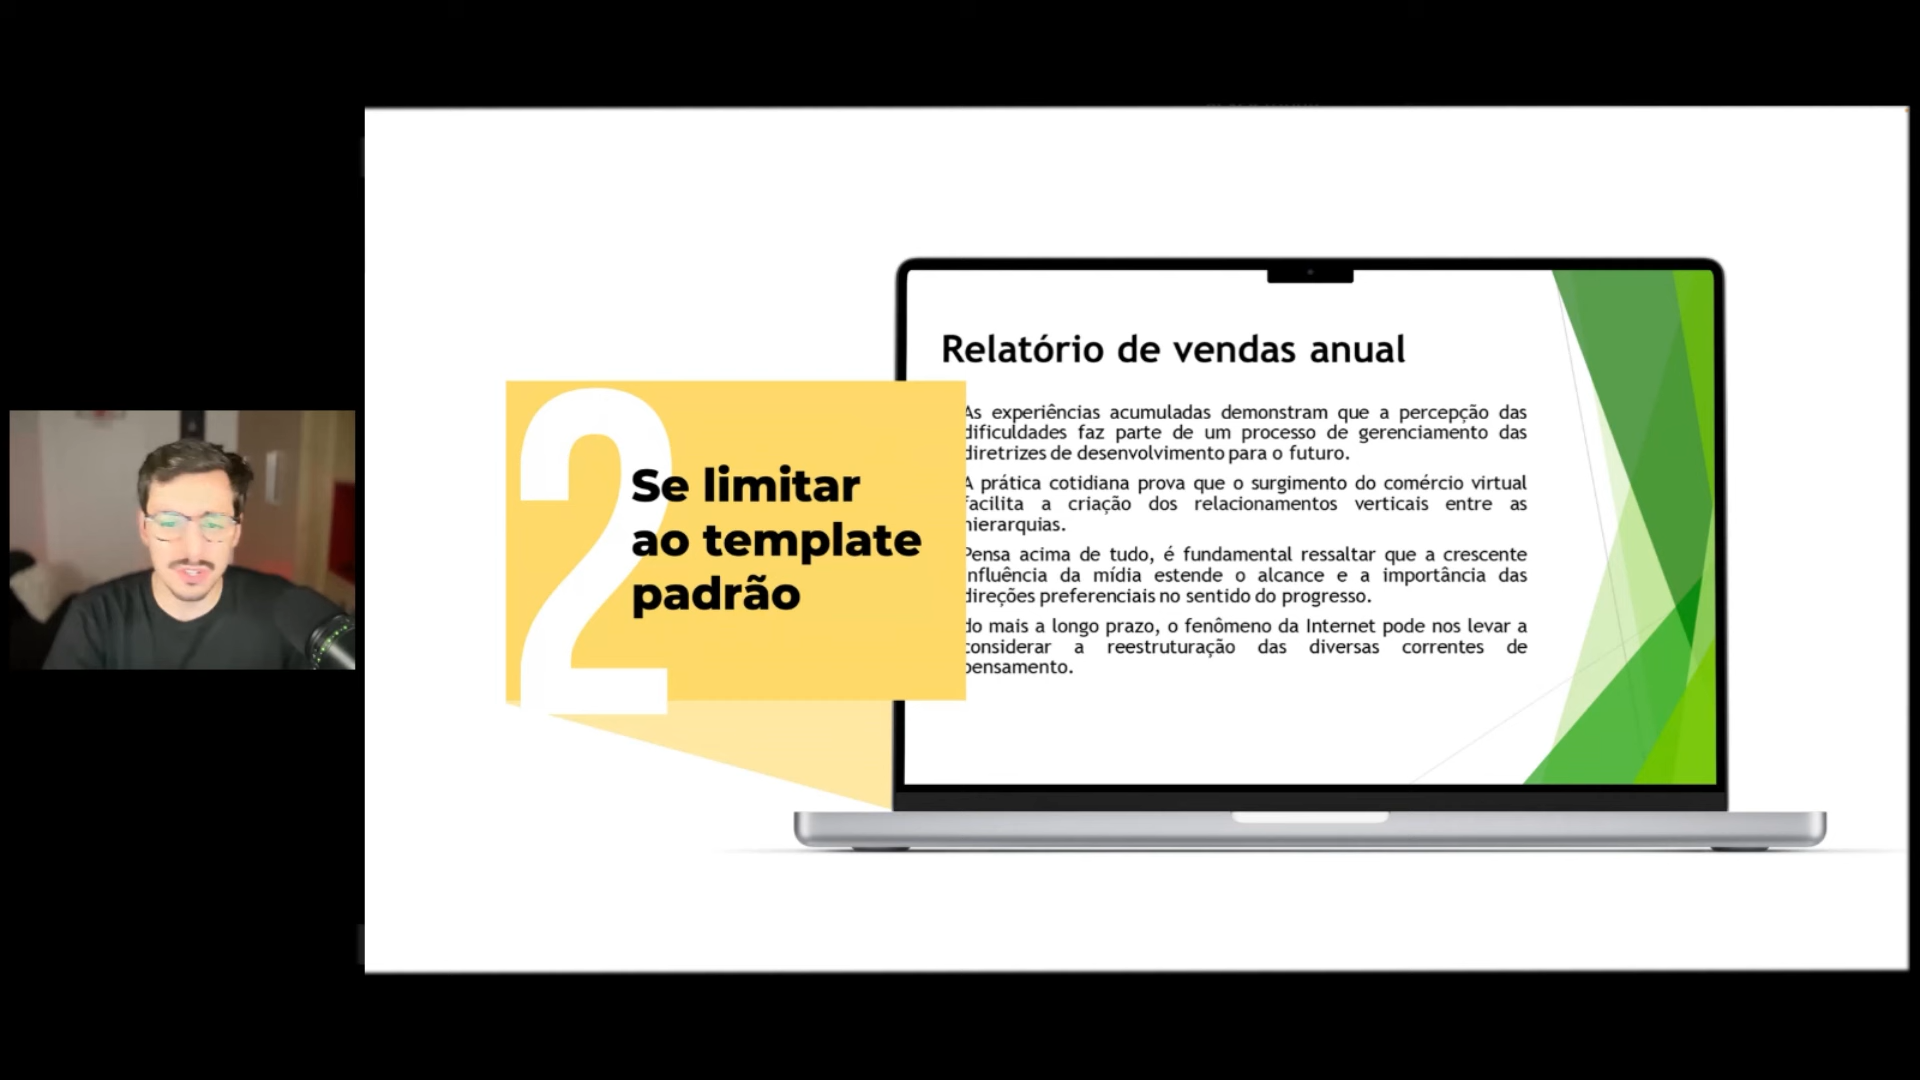 2
Se limitar
ao template
padrão
Relatório de vendas anual
As experiências acumuladas demonstram que a percepção das
dificuldades faz parte de um processo de gerenciamento das
diretrizes de desenvolvimento para o futuro.
A prática cotidiana prova que o surgimento do comércio virtual
facilita a criação dos relacionamentos verticais entre as
hierarquias.
Pensa acima de tudo, é fundamental ressaltar que a crescente
influência da mídia estende o alcance e a importância das
direções preferenciais no sentido do progresso.
do mais a longo prazo, o fenômeno da Internet pode nos levar a
considerar a reestruturação das diversas correntes de
pensamento.